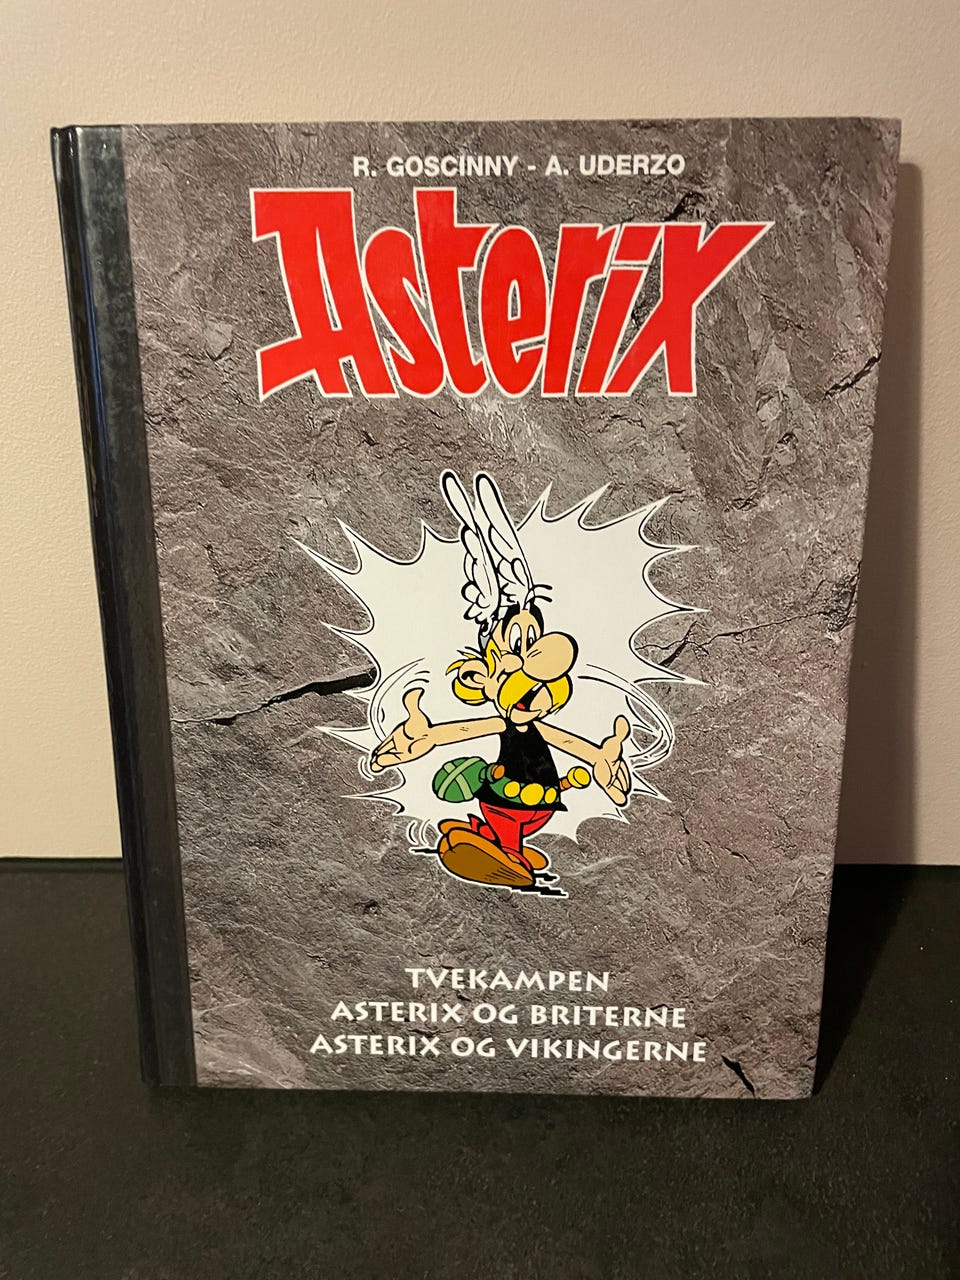 R. GOSCINNY - A. UDERZO
Asterix
TVEKAMPEN
ASTERIX OG BRITERNE
ASTERIX OG VIKINGERNE